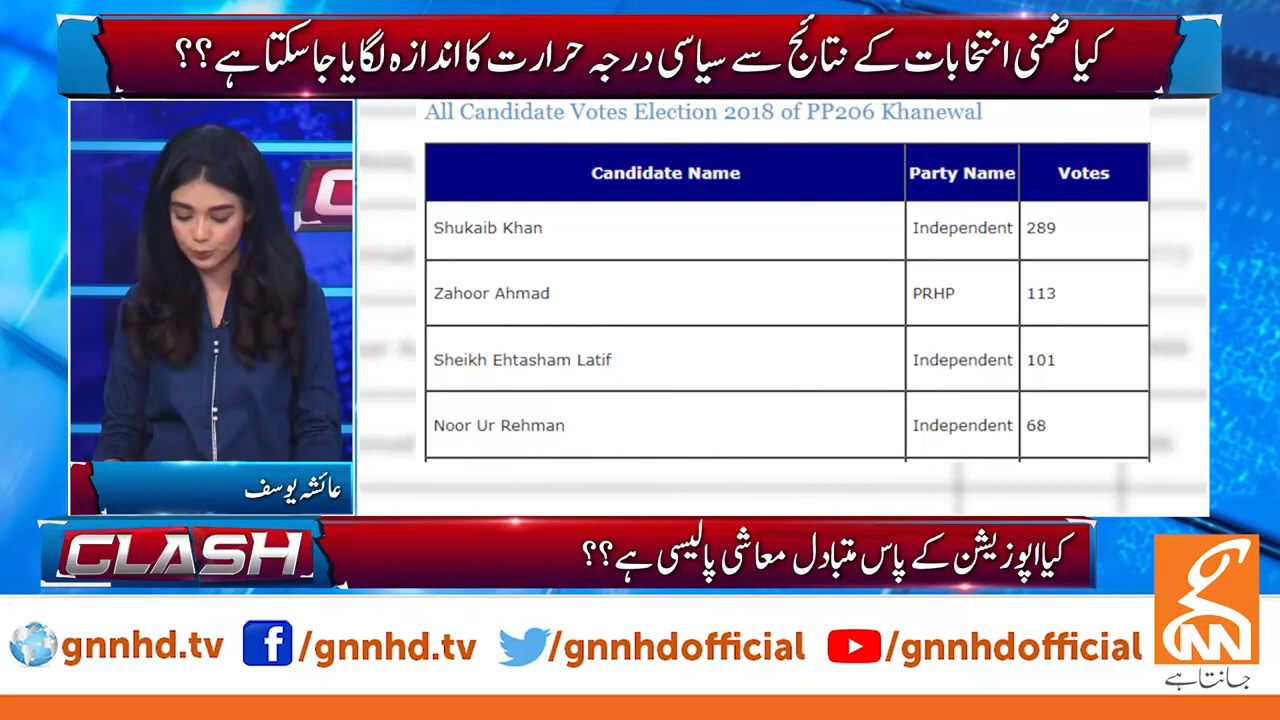 کیا ضمنی انتخابات کے نتائج سے سیاسی درجہ حرارت کا اندازہ لگایا جا سکتا ہے؟؟
All Candidate Votes Election 2018 of PP206 Khanewal
Candidate Name Party Name Votes
Shukaib Khan Independent 289
Zahoor Ahmad PRHP 113
Sheikh Ehtasham Latif Independent 101
Noor Ur Rehman Independent 68
عائشہ یوسف
CLASH
کیا اپوزیشن کے پاس متبادل معاشی پالیسی ہے؟؟
gnnhd.tv /gnnhd.tv /gnnhdofficial /gnnhdofficial
GNN
جانتا ہے